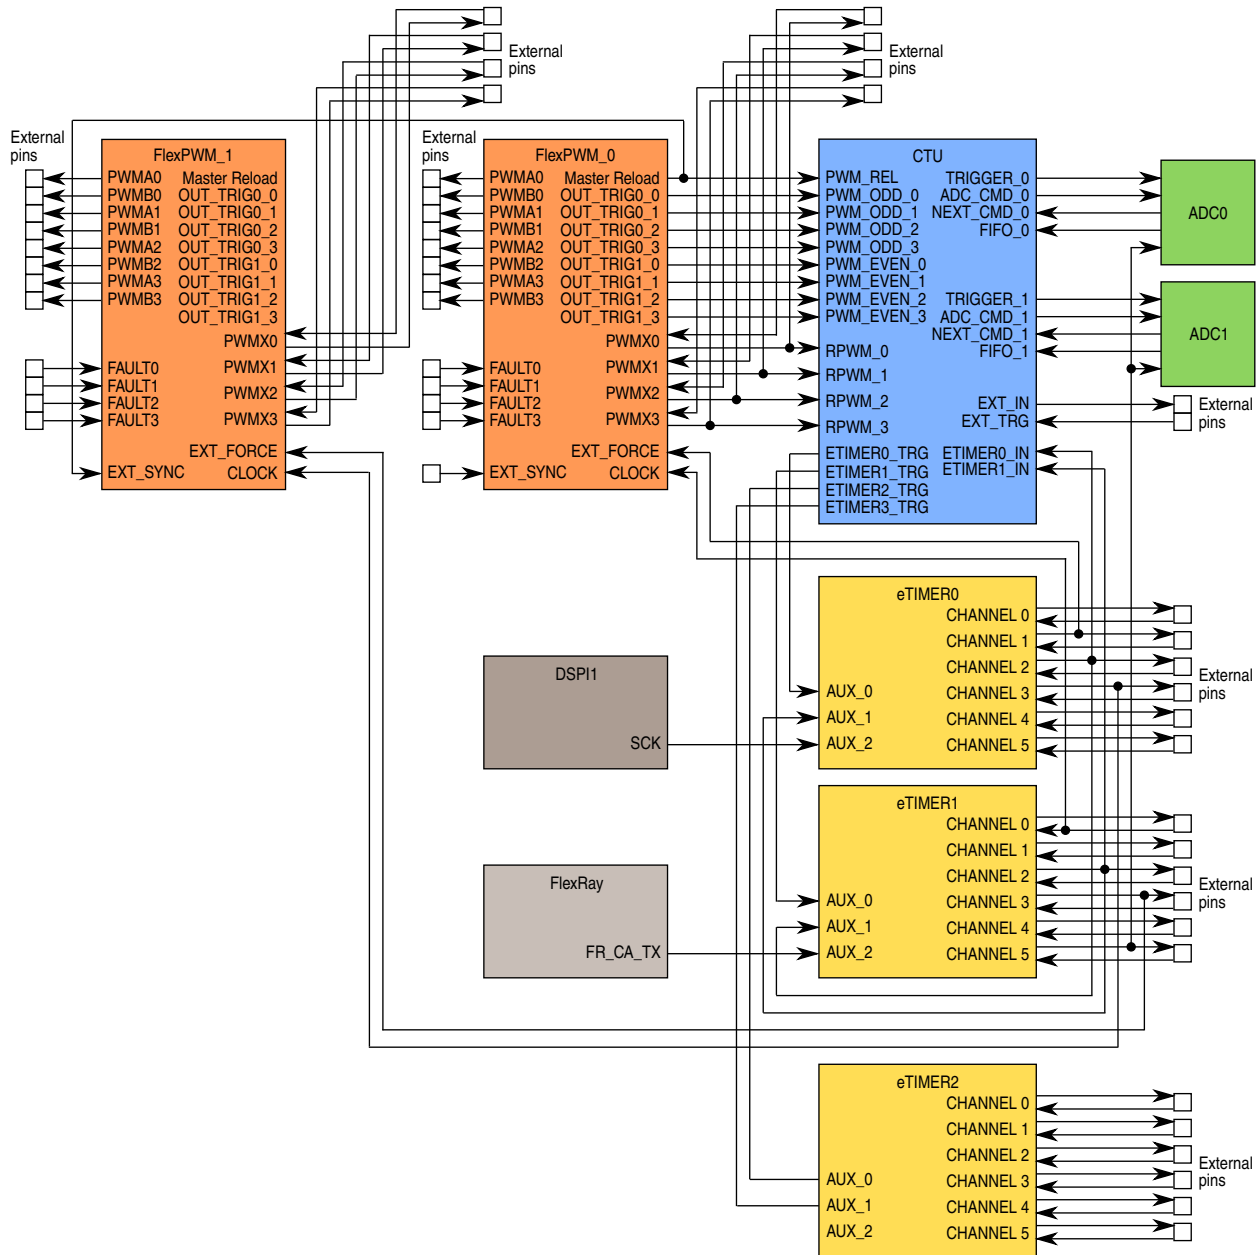 External
pins
External
pins
External
pins
FlexPWM_1
PWMA0
PWMB0
PWMA1
PWMB1
PWMA2
PWMB2
PWMA3
PWMB3
Master Reload
OUT_TRIG0_0
OUT_TRIG0_1
OUT_TRIG0_2
OUT_TRIG0_3
OUT_TRIG1_0
OUT_TRIG1_1
OUT_TRIG1_2
OUT_TRIG1_3
PWMX0
PWMX1
PWMX2
PWMX3
FAULT0
FAULT1
FAULT2
FAULT3
EXT_FORCE
EXT_SYNC
CLOCK
External
pins
FlexPWM_0
PWMA0
PWMB0
PWMA1
PWMB1
PWMA2
PWMB2
PWMA3
PWMB3
Master Reload
OUT_TRIG0_0
OUT_TRIG0_1
OUT_TRIG0_2
OUT_TRIG0_3
OUT_TRIG1_0
OUT_TRIG1_1
OUT_TRIG1_2
OUT_TRIG1_3
PWMX0
PWMX1
PWMX2
PWMX3
FAULT0
FAULT1
FAULT2
FAULT3
EXT_FORCE
EXT_SYNC
CLOCK
CTU
PWM_REL
PWM_ODD_0
PWM_ODD_1
PWM_ODD_2
PWM_ODD_3
PWM_EVEN_0
PWM_EVEN_1
PWM_EVEN_2
PWM_EVEN_3
RPWM_0
RPWM_1
RPWM_2
RPWM_3
ETIMER0_TRG
ETIMER1_TRG
ETIMER2_TRG
ETIMER3_TRG
TRIGGER_0
ADC_CMD_0
NEXT_CMD_0
FIFO_0
TRIGGER_1
ADC_CMD_1
NEXT_CMD_1
FIFO_1
EXT_IN
EXT_TRG
ETIMER0_IN
ETIMER1_IN
ADC0
ADC1
External
pins
DSPI1
SCK
eTIMER0
AUX_0
AUX_1
AUX_2
CHANNEL 0
CHANNEL 1
CHANNEL 2
CHANNEL 3
CHANNEL 4
CHANNEL 5
External
pins
FlexRay
FR_CA_TX
eTIMER1
AUX_0
AUX_1
AUX_2
CHANNEL 0
CHANNEL 1
CHANNEL 2
CHANNEL 3
CHANNEL 4
CHANNEL 5
External
pins
eTIMER2
AUX_0
AUX_1
AUX_2
CHANNEL 0
CHANNEL 1
CHANNEL 2
CHANNEL 3
CHANNEL 4
CHANNEL 5
External
pins